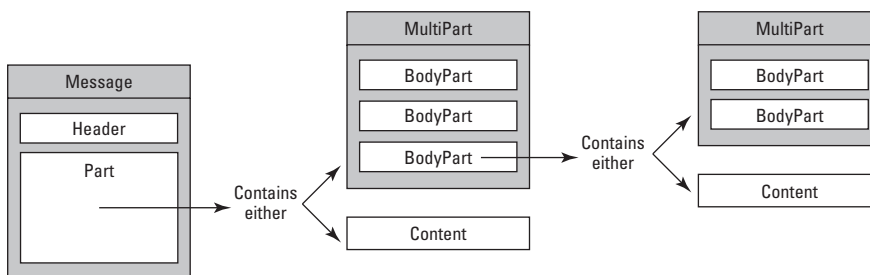 Message
Header
Part
Contains
either
MultiPart
BodyPart
BodyPart
BodyPart
Content
Contains
either
MultiPart
BodyPart
BodyPart
Content